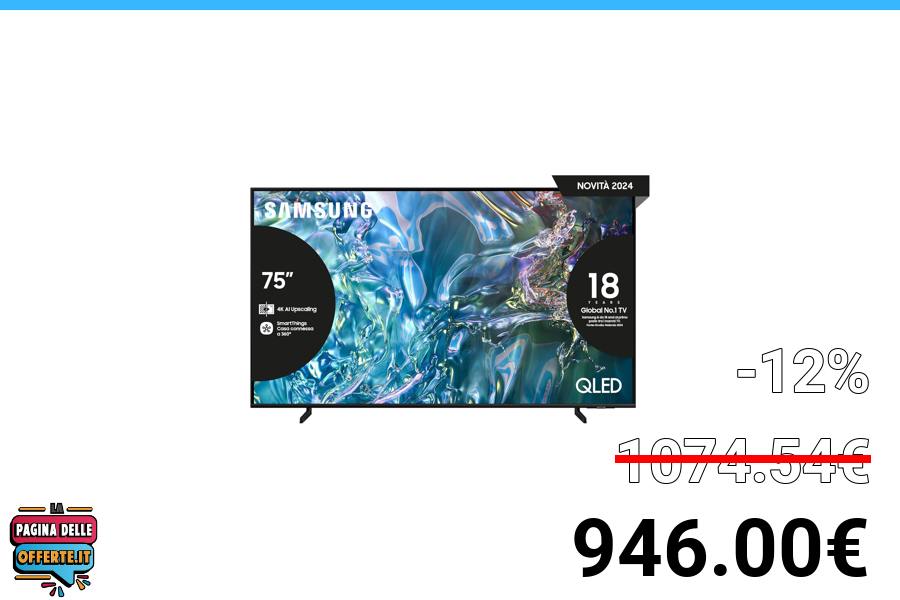 NOVITÀ 2024
SAMSUNG
75”
4K AI Upscaling
SmartThings
Casa connessa
a 360°
18
YEARS
Global No.1 TV
QLED
-12%
1074.54€
946.00€
LA
PAGINA DELLE
OFFERTE.IT